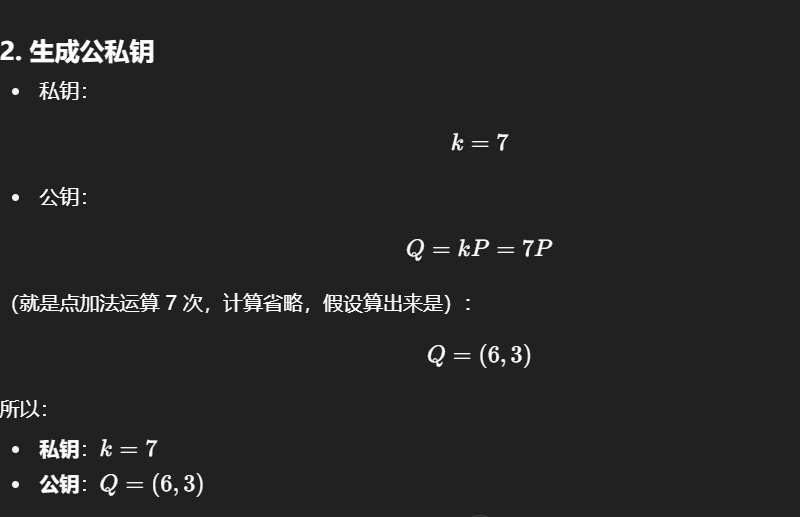 2. 生成公私钥
• 私钥：
k = 7
• 公钥：
Q = kP = 7P
（就是点加法运算 7 次，计算省略，假设算出来是）：
Q = (6, 3)
所以：
• 私钥：k = 7
• 公钥：Q = (6, 3)